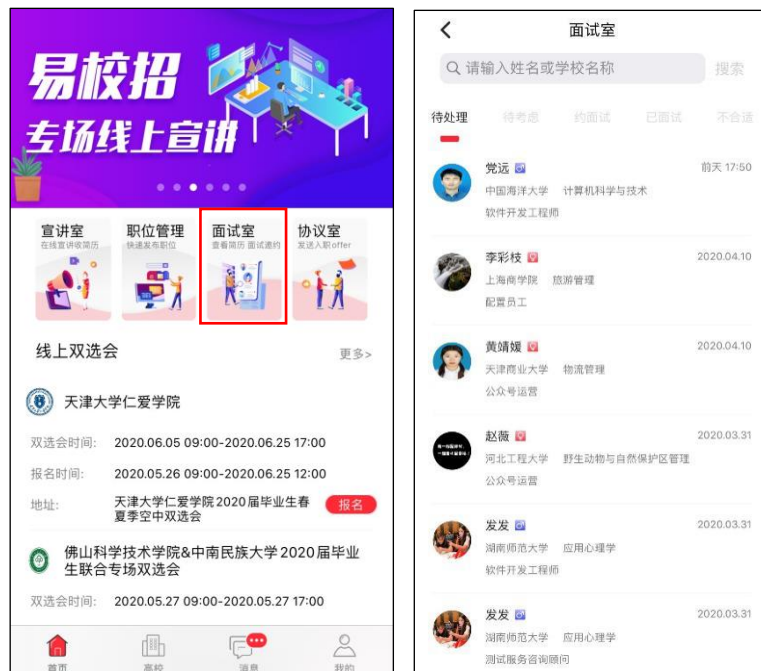 易校招
专场线上宣讲
宣讲室
在线宣讲收简历
职位管理
快速发布职位
面试室
查看简历 面试邀约
协议室
发送入职offer
线上双选会
更多>
天津大学仁爱学院
双选会时间: 2020.06.05 09:00-2020.06.25 17:00
报名时间: 2020.05.26 09:00-2020.06.25 12:00
地址: 天津大学仁爱学院2020届毕业生春
夏季空中双选会
报名
佛山科学技术学院&中南民族大学2020届毕业
生联合专场双选会
双选会时间: 2020.05.27 09:00-2020.05.27 17:00
首页
高校
消息
我的
面试室
请输入姓名或学校名称
搜索
待处理
待考虑
约面试
已面试
不合适
党远
前天 17:50
中国海洋大学 计算机科学与技术
软件开发工程师
李彩枝
2020.04.10
上海商学院 旅游管理
配置员工
黄靖媛
2020.04.10
天津商业大学 物流管理
公众号运营
赵薇
2020.03.31
河北工程大学 野生动物与自然保护区管理
公众号运营
发发
2020.03.31
湖南师范大学 应用心理学
软件开发工程师
发发
2020.03.31
湖南师范大学 应用心理学
测试服务咨询顾问